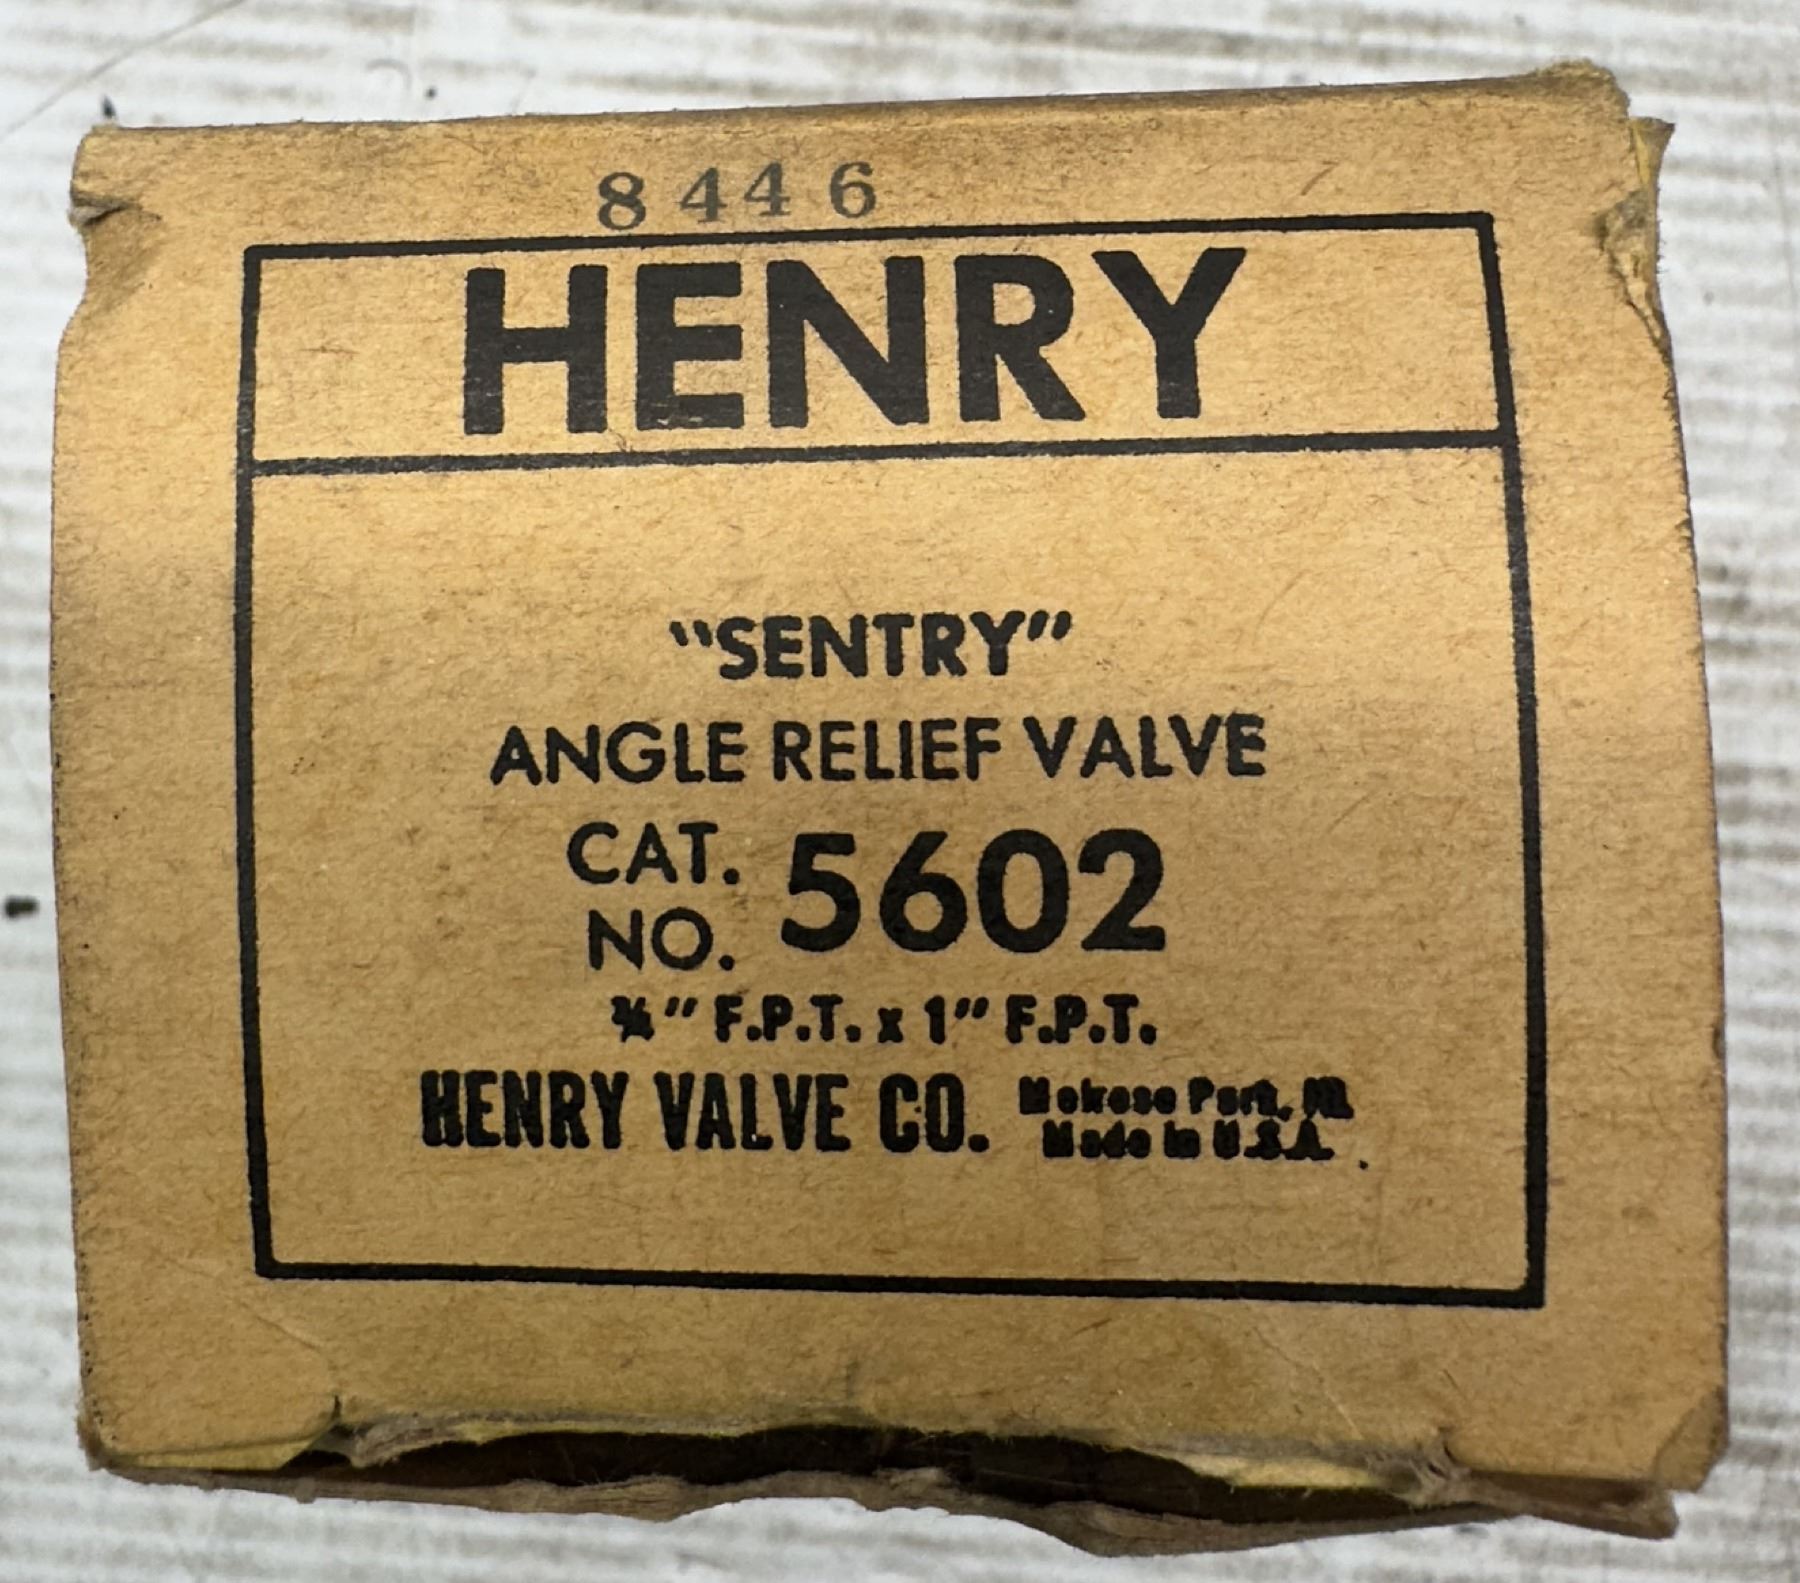 8446
HENRY
"SENTRY"
ANGLE RELIEF VALVE
CAT. NO. 5602
¾" F.P.T. x 1" F.P.T.
HENRY VALVE CO. Melrose Park, Ill.
Made in U.S.A.